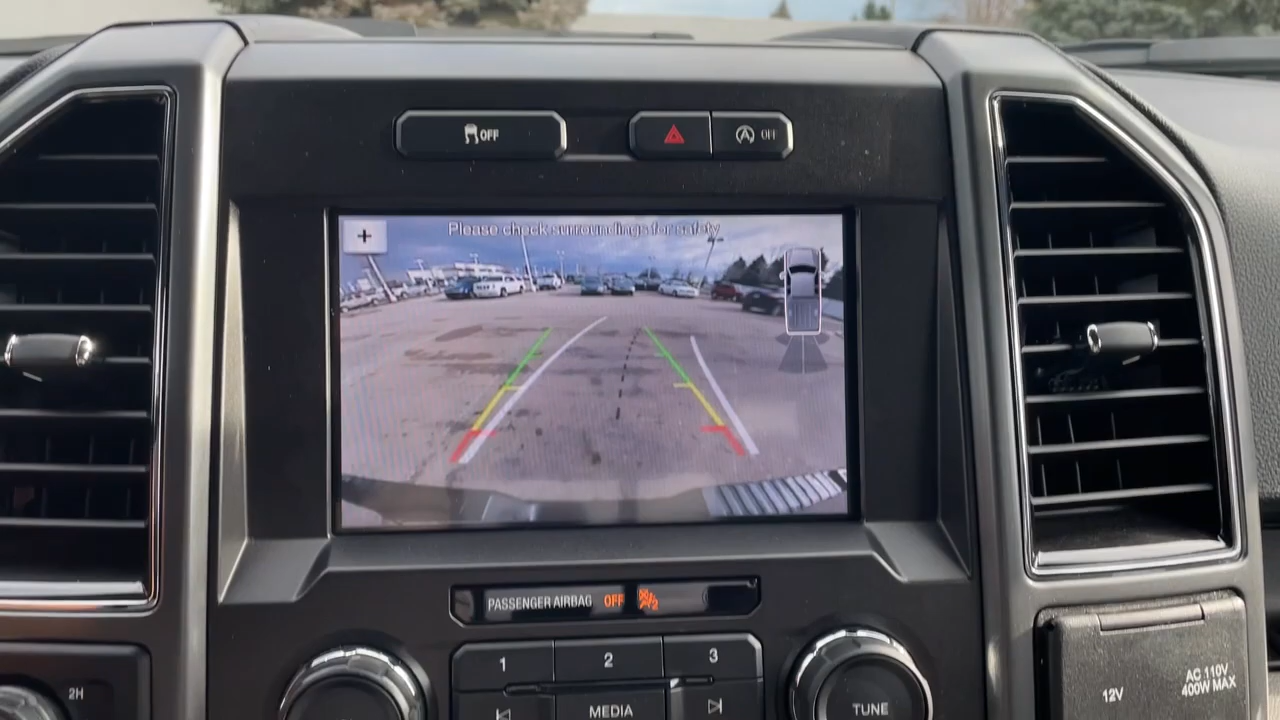 OFF
OFF
+
Please check surroundings for safety
PASSENGER AIRBAG OFF
2
1 2 3
2H
MEDIA
TUNE
12V
AC 110V
400W MAX